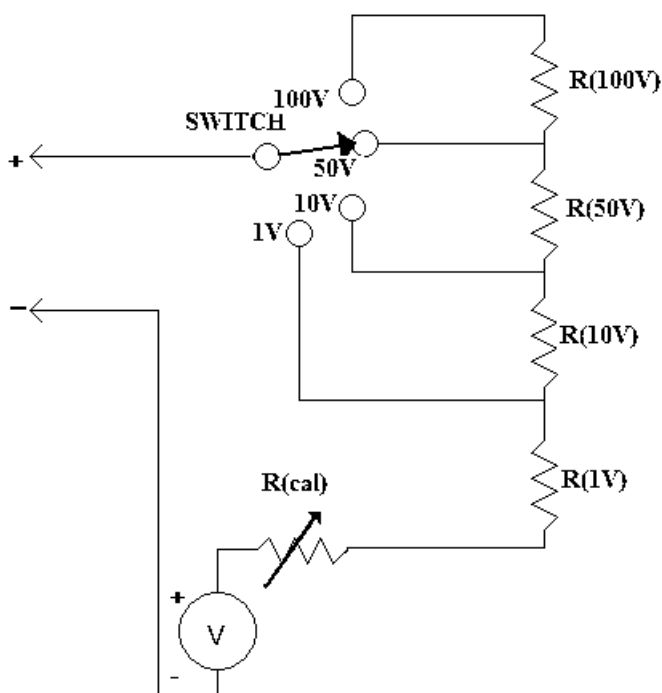 R(100V)
100V
SWITCH
+
50V
10V
R(50V)
1V
−
R(10V)
R(cal)
R(1V)
+
V
-